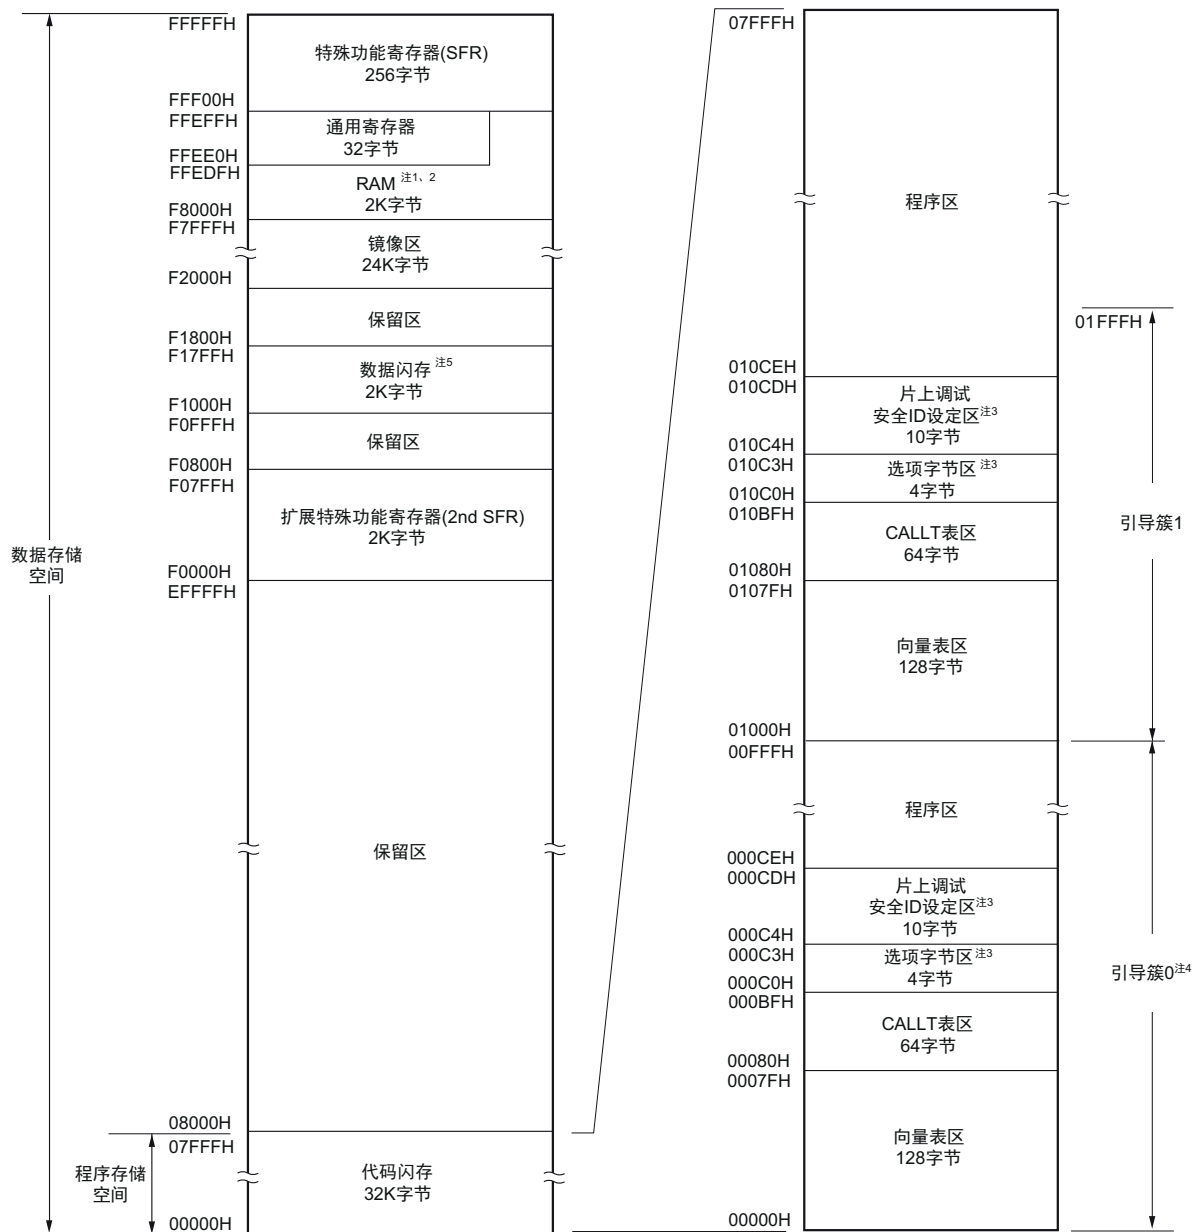 FFFFFH
特殊功能寄存器(SFR)
256字节
FFF00H
FFEFFH
通用寄存器
32字节
FFEE0H
FFEDFH
RAM 注1、2
2K字节
F8000H
F7FFFH
镜像区
24K字节
F2000H
保留区
F1800H
F17FFH
数据闪存 注5
2K字节
F1000H
F0FFFH
保留区
F0800H
F07FFH
扩展特殊功能寄存器(2nd SFR)
2K字节
F0000H
EFFFFH
数据存储
空间
保留区
08000H
07FFFH
程序存储
空间
代码闪存
32K字节
00000H
07FFFH
程序区
01FFFH
010CEH
010CDH
片上调试
安全ID设定区注3
10字节
010C4H
010C3H
选项字节区 注3
4字节
010C0H
010BFH
CALLT表区
64字节
引导簇1
01080H
0107FH
向量表区
128字节
01000H
00FFFH
程序区
000CEH
000CDH
片上调试
安全ID设定区注3
10字节
000C4H
000C3H
选项字节区 注3
4字节
000C0H
000BFH
引导簇0注4
CALLT表区
64字节
00080H
0007FH
向量表区
128字节
00000H